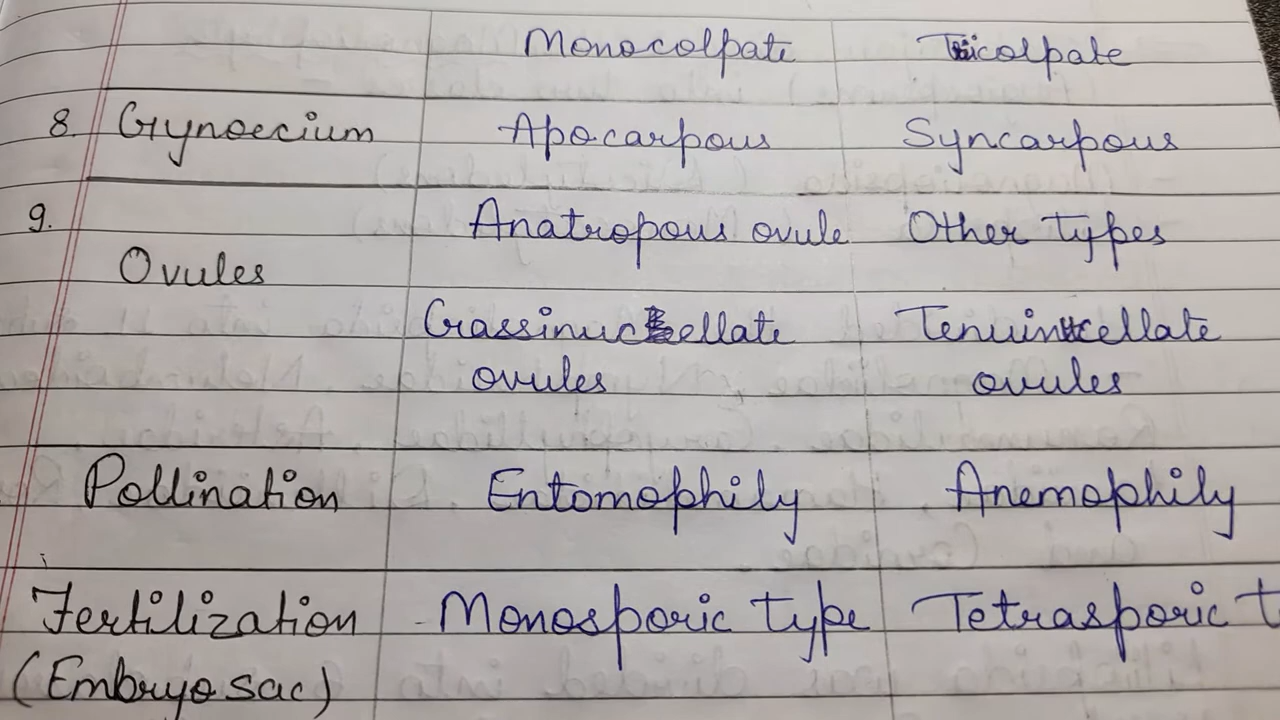 Monocolpate Tricolpate
8. Gynoecium Apocarpous Syncarpous
9. Anatropous ovule Other types
Ovules
Crassinucellate Tenuinucellate
ovules ovules
Pollination Entomophily Anemophily
Fertilization Monosporic type Tetrasporic t
(Embryo sac)